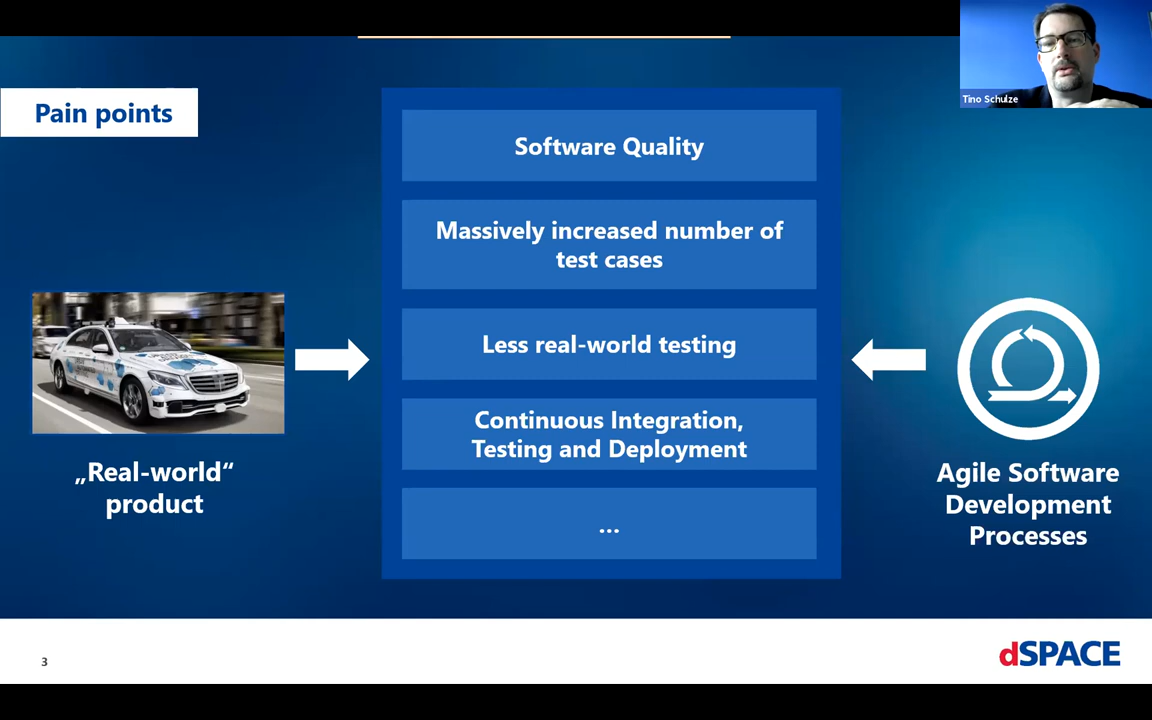 Tino Schulze
Pain points
Software Quality
Massively increased number of
test cases
Less real-world testing
Continuous Integration,
Testing and Deployment
...
„Real-world“
product
Agile Software
Development
Processes
3
dSPACE